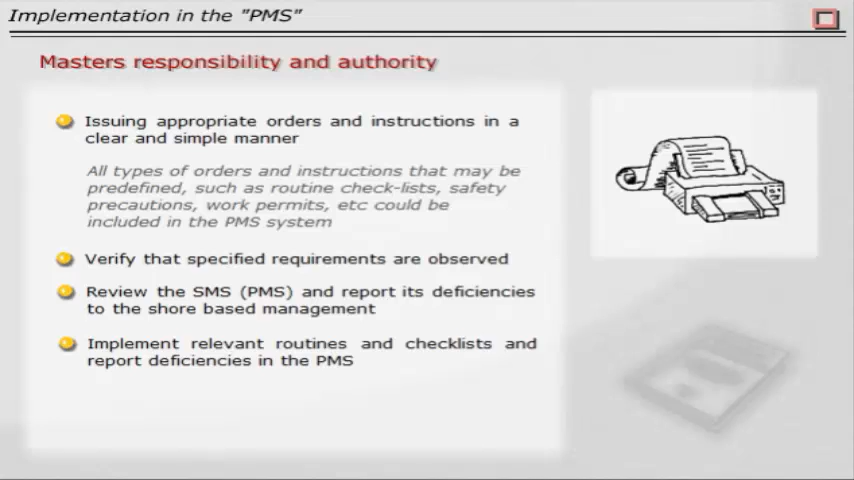 Implementation in the "PMS"
Masters responsibility and authority
Issuing appropriate orders and instructions in a
clear and simple manner
All types of orders and instructions that may be
predefined, such as routine check-lists, safety
precautions, work permits, etc could be
included in the PMS system
Verify that specified requirements are observed
Review the SMS (PMS) and report its deficiencies
to the shore based management
Implement relevant routines and checklists and
report deficiencies in the PMS